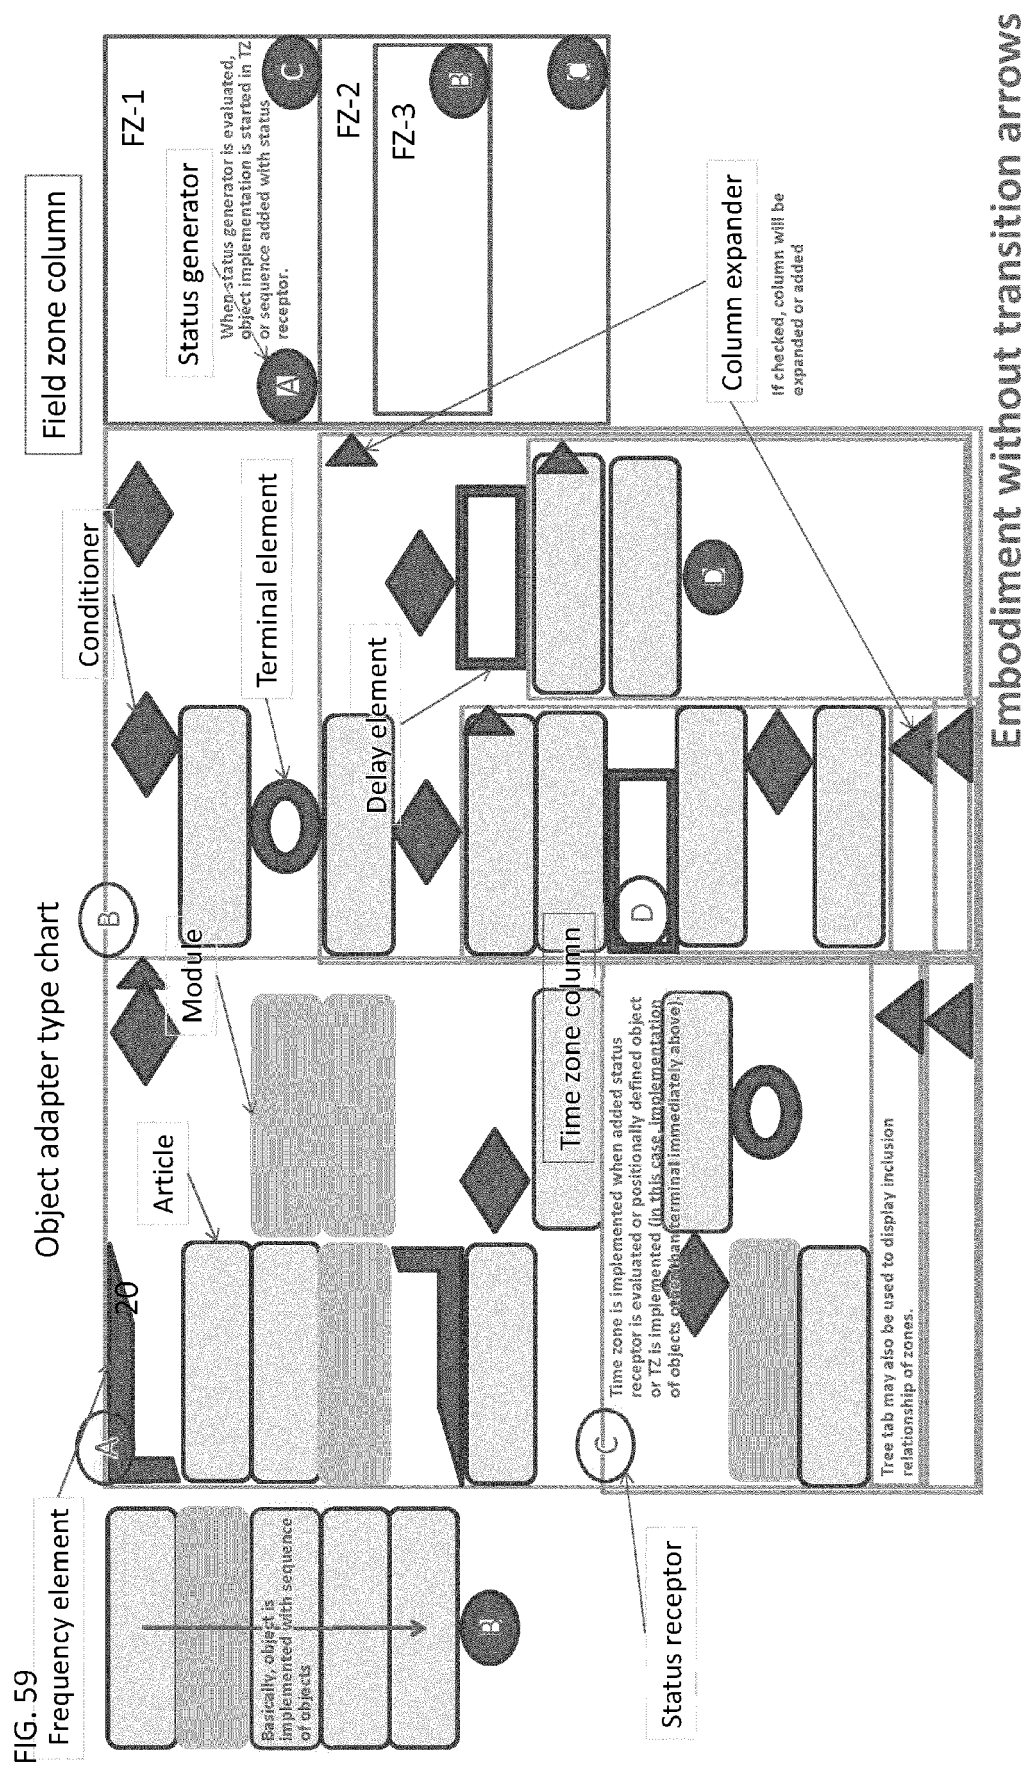 FIG. 59
Object adapter type chart
Field zone column
Frequency element
20
Article
Module
Conditioner
Terminal element
Delay element
Status generator
When status generator is evaluated,
object implementation is started in TZ
or sequence added with status
receptor.
FZ-1
FZ-2
FZ-3
A
B
A
C
B
C
Basically, object is
implemented with sequence
of objects
B
Time zone column
Time zone is implemented when added status
receptor is evaluated or positionally defined object
or TZ is implemented (in this case, implementation
of objects other than terminal immediately above).
C
D
D
Status receptor
Column expander
If checked, column will be
expanded or added
Tree tab may also be used to display inclusion
relationship of zones.
Embodiment without transition arrows